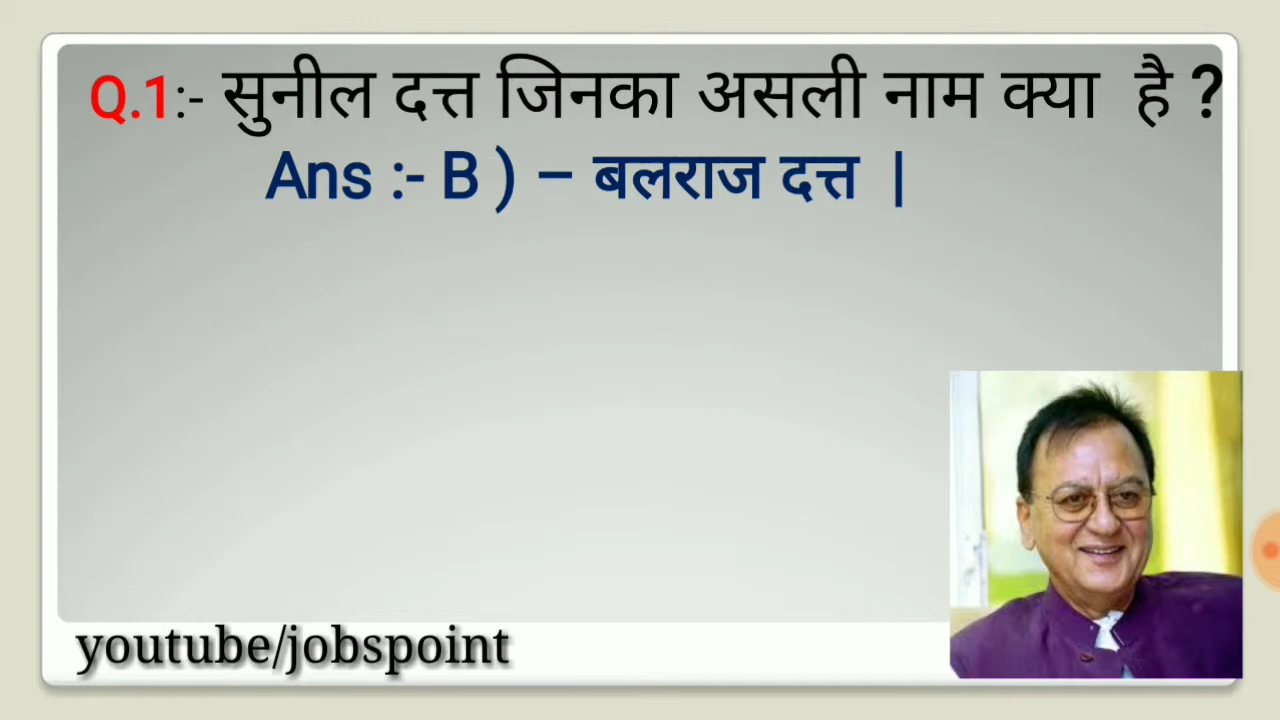 Q.1:- सुनील दत्त जिनका असली नाम क्या है ?
Ans :- B ) – बलराज दत्त |
youtube/jobspoint